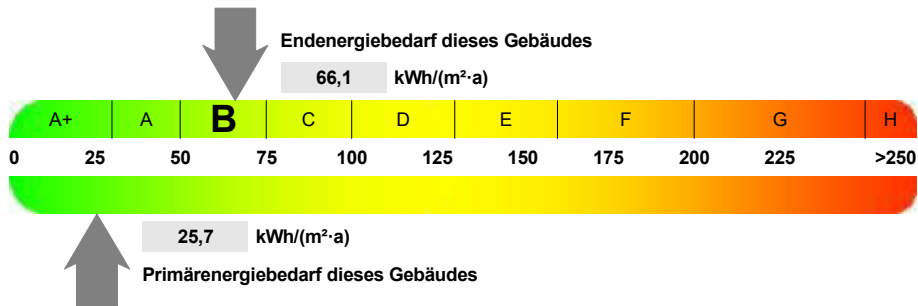 Endenergiebedarf dieses Gebäudes
66,1 kWh/(m²·a)
A+ A B C D E F G H
0 25 50 75 100 125 150 175 200 225 >250
25,7 kWh/(m²·a)
Primärenergiebedarf dieses Gebäudes